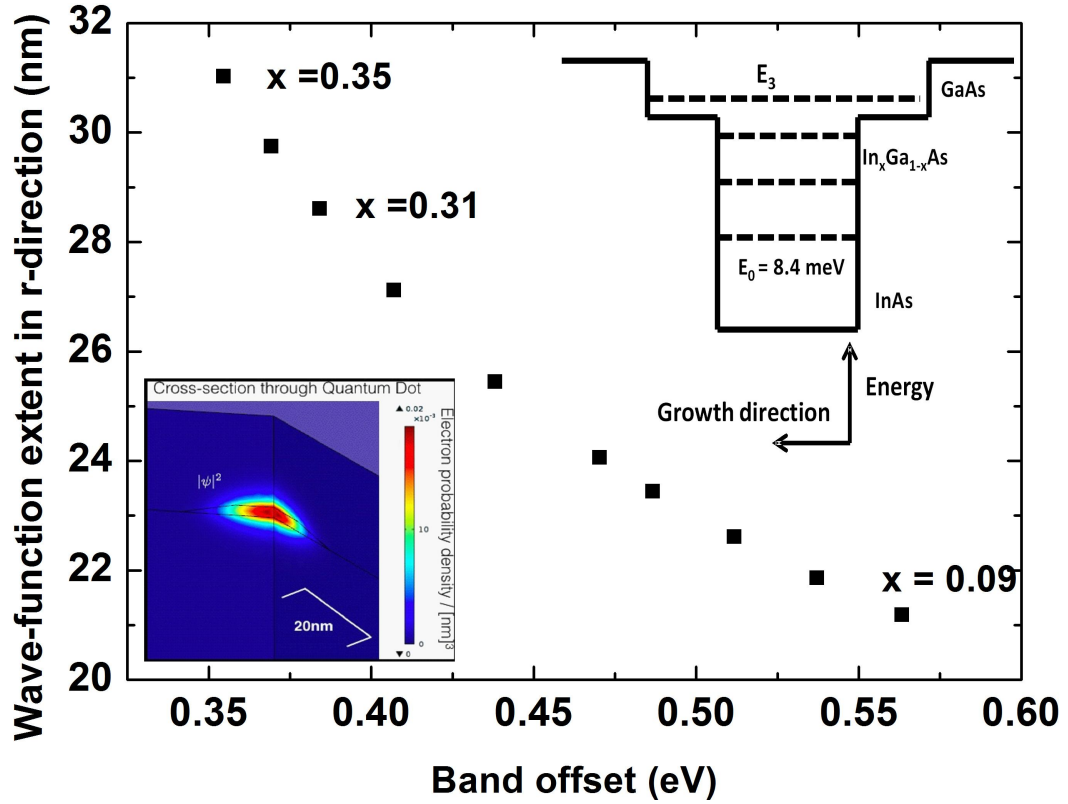 Wave-function extent in r-direction (nm)
32
30
28
26
24
22
20
x =0.35
x =0.31
x = 0.09
E3
GaAs
InxGa1-xAs
E0 = 8.4 meV
InAs
Energy
Growth direction
Cross-section through Quantum Dot
▲ 0.02
×10⁻³
|ψ|²
10
0
▼ 0
Electron probability density / [nm]³
20nm
0.35 0.40 0.45 0.50 0.55 0.60
Band offset (eV)